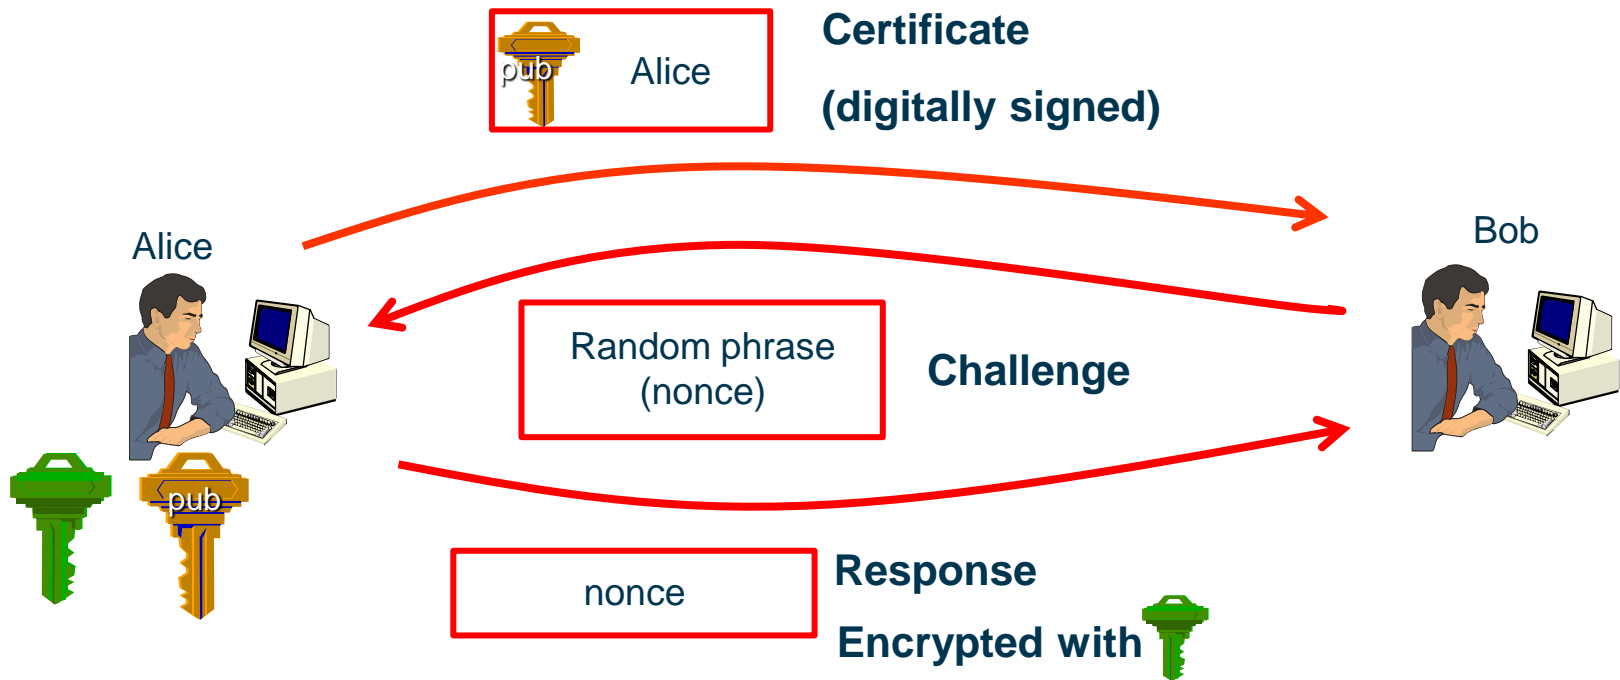 Certificate
pub Alice
(digitally signed)
Alice
Bob
Random phrase
(nonce)
Challenge
pub
nonce
Response
Encrypted with